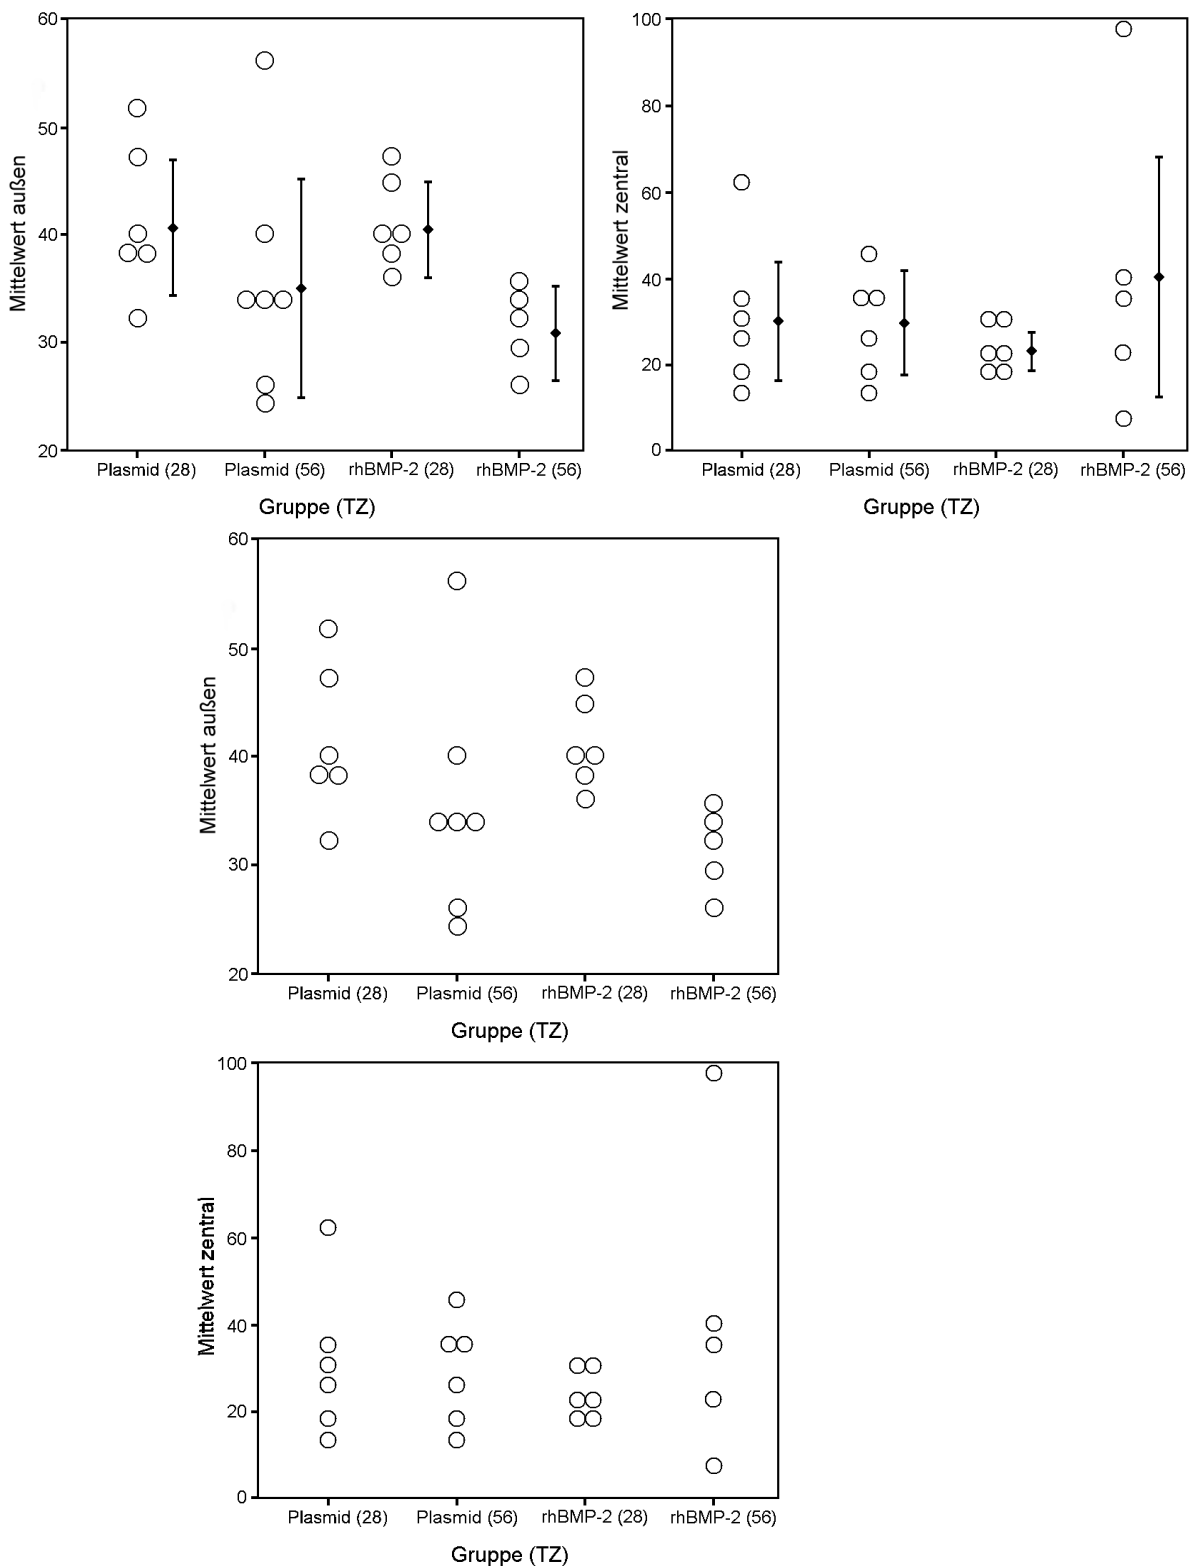 60
50
40
30
20
Mittelwert außen
Plasmid (28) Plasmid (56) rhBMP-2 (28) rhBMP-2 (56)
Gruppe (TZ)
100
80
60
40
20
0
Mittelwert zentral
Plasmid (28) Plasmid (56) rhBMP-2 (28) rhBMP-2 (56)
Gruppe (TZ)
60
50
40
30
20
Mittelwert außen
Plasmid (28) Plasmid (56) rhBMP-2 (28) rhBMP-2 (56)
Gruppe (TZ)
100
80
60
40
20
0
Mittelwert zentral
Plasmid (28) Plasmid (56) rhBMP-2 (28) rhBMP-2 (56)
Gruppe (TZ)